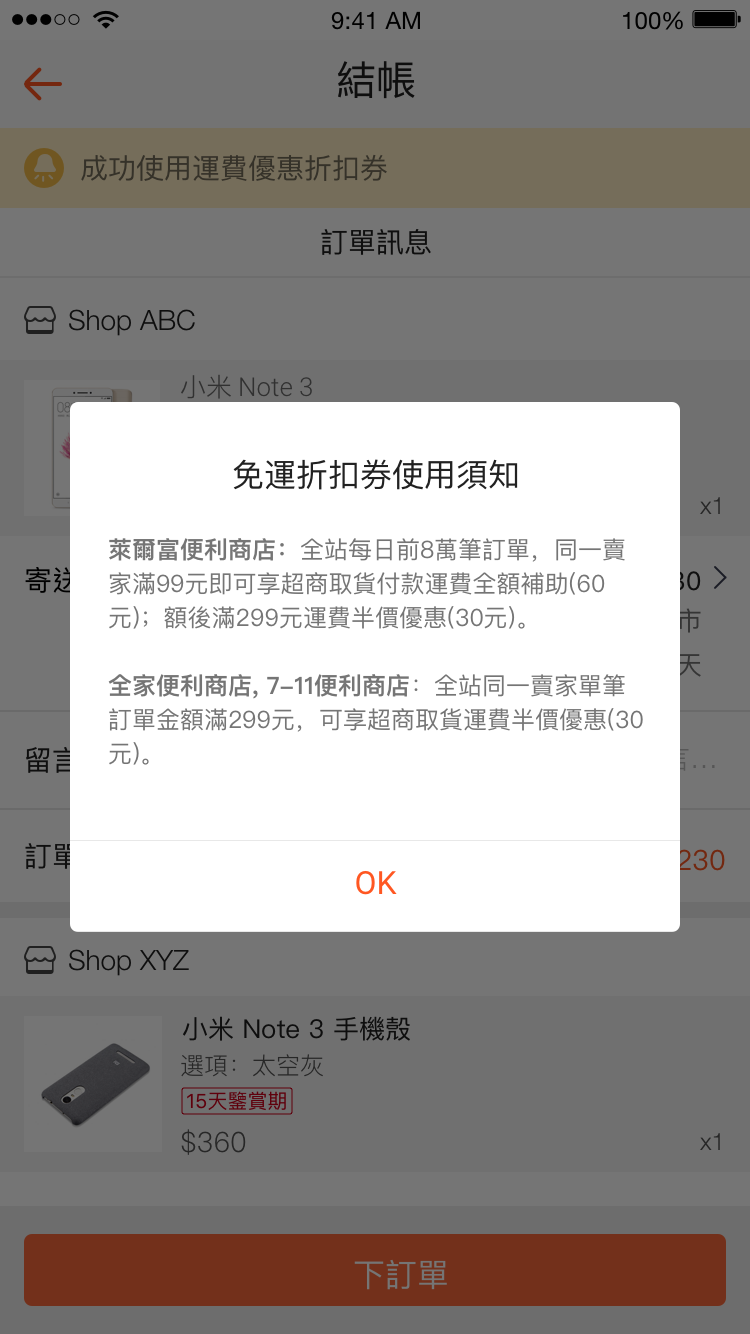 9:41 AM
100%
結帳
成功使用運費優惠折扣券
訂單訊息
Shop ABC
小米 Note 3
x1
免運折扣券使用須知
萊爾富便利商店：全站每日前8萬筆訂單，同一賣
家滿99元即可享超商取貨付款運費全額補助(60
元)；額後滿299元運費半價優惠(30元)。
全家便利商店, 7–11便利商店：全站同一賣家單筆
訂單金額滿299元，可享超商取貨運費半價優惠(30
元)。
OK
寄送
市
天
留言
言...
訂單
230
Shop XYZ
小米 Note 3 手機殼
選項：太空灰
15天鑒賞期
$360
x1
下訂單